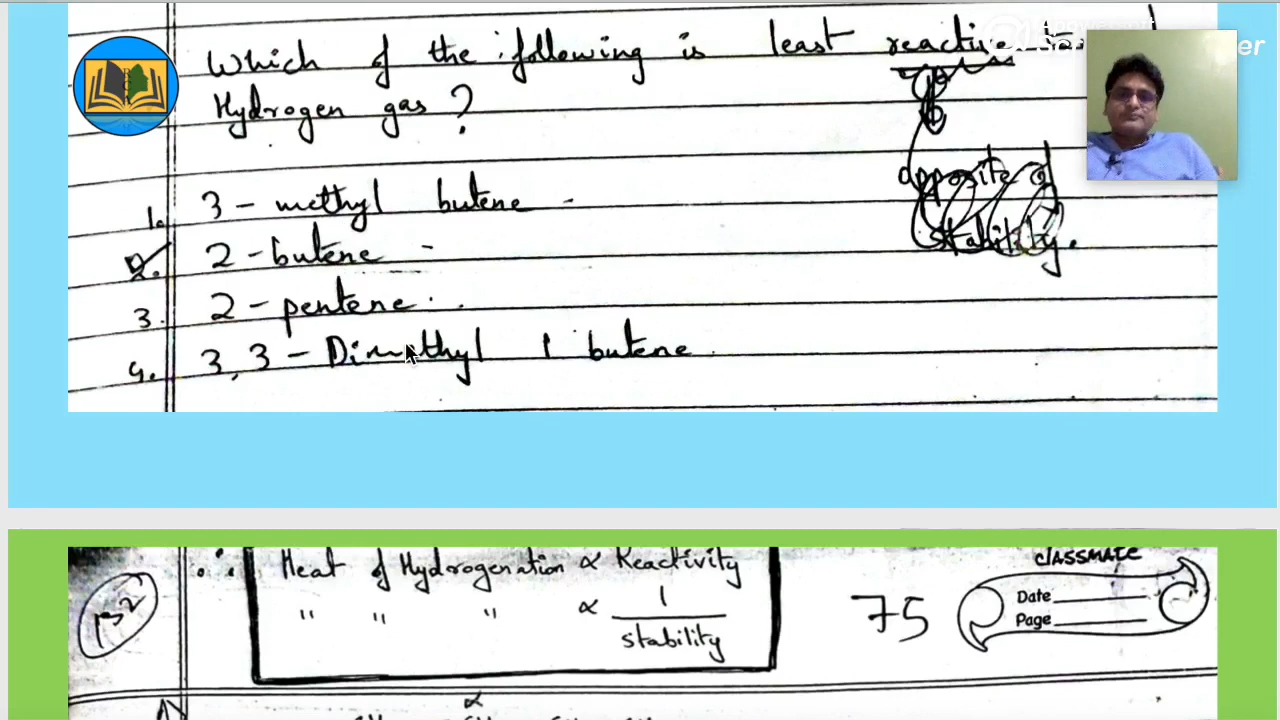 Which of the following is least reactive
Hydrogen gas ?
opposite of
stability.
1. 3 - methyl butene -
2. 2 - butene -
3. 2 - pentene .
4. 3, 3 - Dimethyl 1 butene .
∴ Heat of Hydrogenation ∝ Reactivity
" " " ∝ 1
stability
75
CLASSMATE
Date
Page